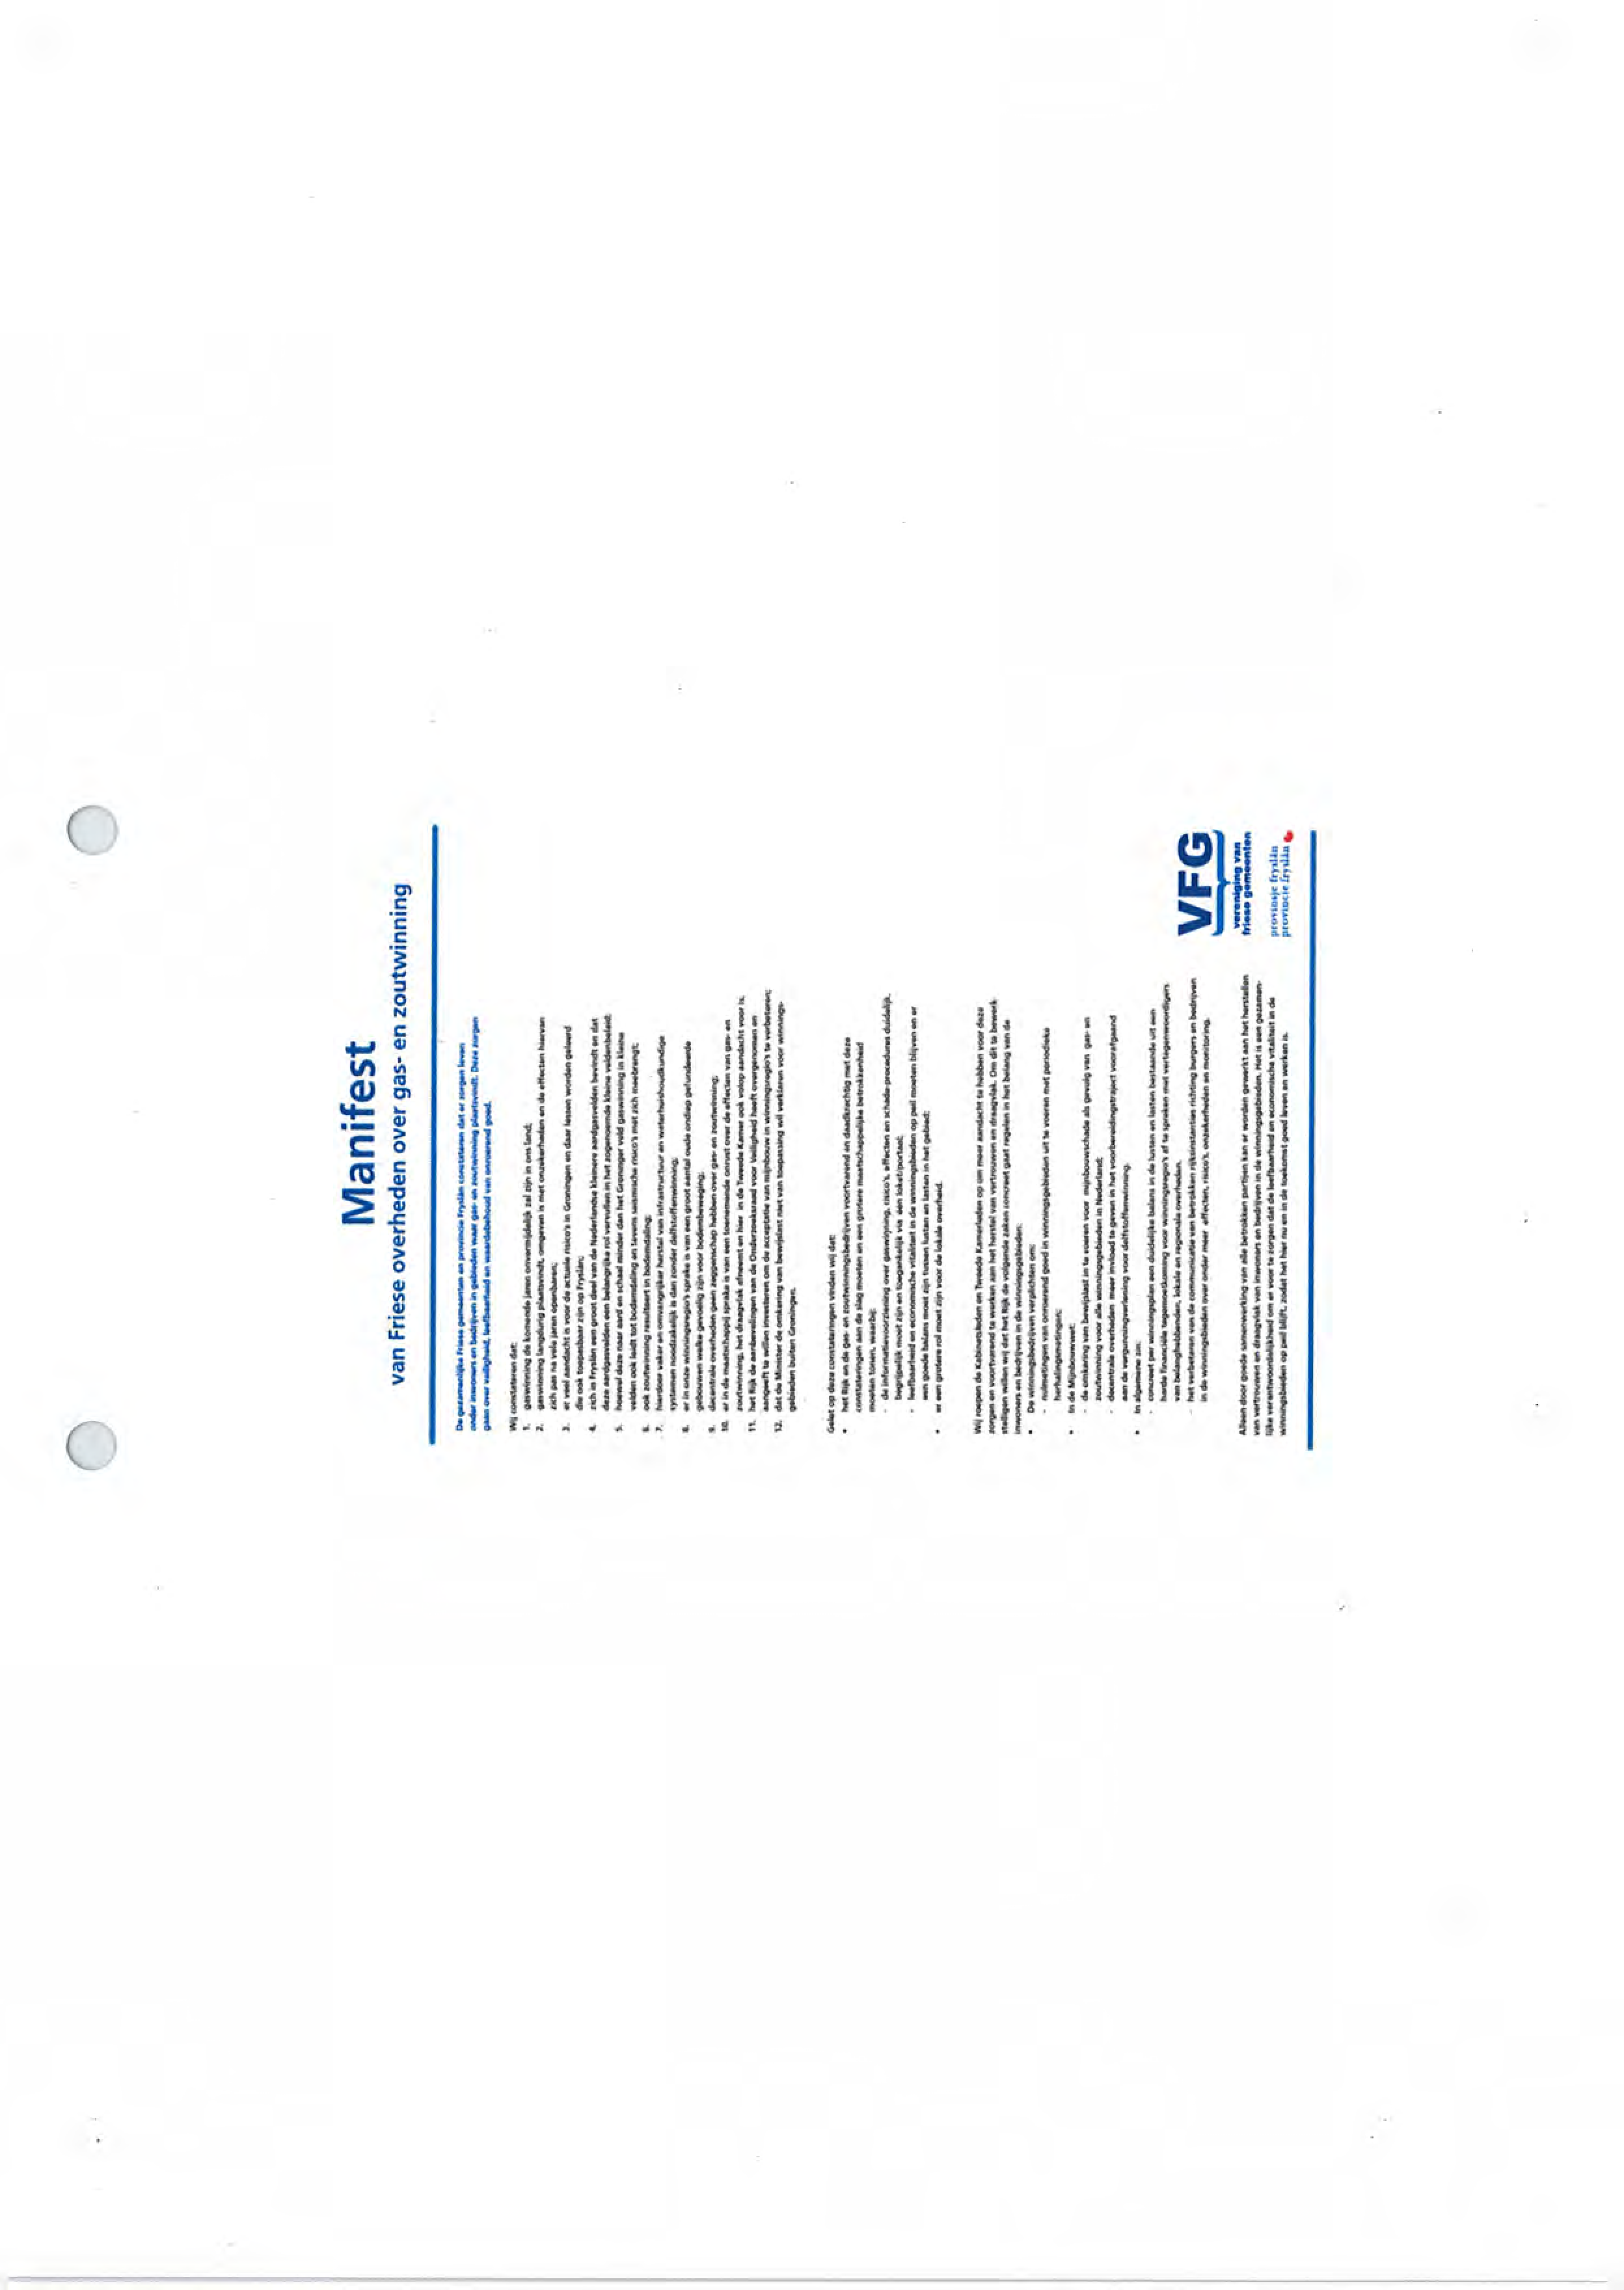 Manifest
van Friese overheden over gas- en zoutwinning
De gezamenlijke Friese gemeenten en provincie Fryslân constateren dat er zorgen leven
onder inwoners en bedrijven in gebieden waar gas- en zoutwinning plaatsvindt. Deze zorgen
gaan over veiligheid, leefbaarheid en waardebehoud van onroerend goed.
Wij constateren dat:
1. gaswinning de komende jaren onvermijdelijk zal zijn in ons land;
2. gaswinning langdurig plaatsvindt, omgeven is met onzekerheden en de effecten hiervan
zich pas na vele jaren openbaren;
3. er veel aandacht is voor de actuele risico's in Groningen en daar lessen worden geleerd
die ook toepasbaar zijn op Fryslân;
4. zich in Fryslân een groot deel van de Nederlandse kleinere aardgasvelden bevindt en dat
deze aardgasvelden een belangrijke rol vervullen in het zogenoemde kleine veldenbeleid;
5. hoewel deze naar aard en schaal minder dan het Groninger veld gaswinning in kleine
velden ook leidt tot bodemdaling en tevens seismische risico's met zich meebrengt;
6. ook zoutwinning resulteert in bodemdaling;
7. hierdoor vaker en omvangrijker herstel van infrastructuur en waterhuishoudkundige
systemen noodzakelijk is dan zonder delfstoffenwinning;
8. er in onze winningsregio's sprake is van een groot aantal oude ondiep gefundeerde
gebouwen welke gevoelig zijn voor bodembeweging;
9. decentrale overheden geen zeggenschap hebben over gas- en zoutwinning;
10. er in de maatschappij sprake is van een toenemende onrust over de effecten van gas- en
zoutwinning, het draagvlak afneemt en hier in de Tweede Kamer ook volop aandacht voor is;
11. het Rijk de aanbevelingen van de Onderzoeksraad voor Veiligheid heeft overgenomen en
aangeeft te willen investeren om de acceptatie van mijnbouw in winningsregio's te verbeteren;
12. dat de Minister de omkering van bewijslast niet van toepassing wil verklaren voor winnings-
gebieden buiten Groningen.
Gelet op deze constateringen vinden wij dat:
• het Rijk en de gas- en zoutwinningsbedrijven voortvarend en daadkrachtig met deze
constateringen aan de slag moeten en een grotere maatschappelijke betrokkenheid
moeten tonen, waarbij:
- de informatievoorziening over gaswinning, risico's, effecten en schade-procedures duidelijk,
begrijpelijk moet zijn en toegankelijk via één loket/portaal;
- leefbaarheid en economische vitaliteit in de winningsbieden op peil moeten blijven en er
een goede balans moet zijn tussen lusten en lasten in het gebied;
• er een grotere rol moet zijn voor de lokale overheid.
Wij roepen de Kabinetsleden en Tweede Kamerleden op om meer aandacht te hebben voor deze
zorgen en voortvarend te werken aan het herstel van vertrouwen en draagvlak. Om dit te bewerk-
stelligen willen wij dat het Rijk de volgende zaken concreet gaat regelen in het belang van de
inwoners en bedrijven in de winningsgebieden:
• De winningsbedrijven verplichten om:
- nulmetingen van onroerend goed in winningsgebieden uit te voeren met periodieke
herhalingsmetingen;
• In de Mijnbouwwet:
- de omkering van bewijslast in te voeren voor mijnbouwschade als gevolg van gas- en
zoutwinning voor alle winningsgebieden in Nederland;
- decentrale overheden meer invloed te geven in het voorbereidingstraject voorafgaand
aan de vergunningverlening voor delfstoffenwinning.
• In algemene zin:
- concreet per winningsplan een duidelijke balans in de lusten en lasten bestaande uit een
harde financiële tegemoetkoming voor winningsregio's af te spreken met vertegenwoordigers
van belanghebbenden, lokale en regionale overheden.
- het verbeteren van de communicatie van betrokken rijksinstanties richting burgers en bedrijven
in de winningsbieden over onder meer effecten, risico's, onzekerheden en monitoring.
Alleen door goede samenwerking van alle betrokken partijen kan er worden gewerkt aan het herstellen
van vertrouwen en draagvlak van inwoners en bedrijven in de winningsgebieden. Het is een gezamen-
lijke verantwoordelijkheid om er voor te zorgen dat de leefbaarheid en economische vitaliteit in de
winningsbieden op peil blijft, zodat het hier nu en in de toekomst goed leven en werken is.
VFG
vereniging van
friese gemeenten
provinsje fryslân
provincie fryslân